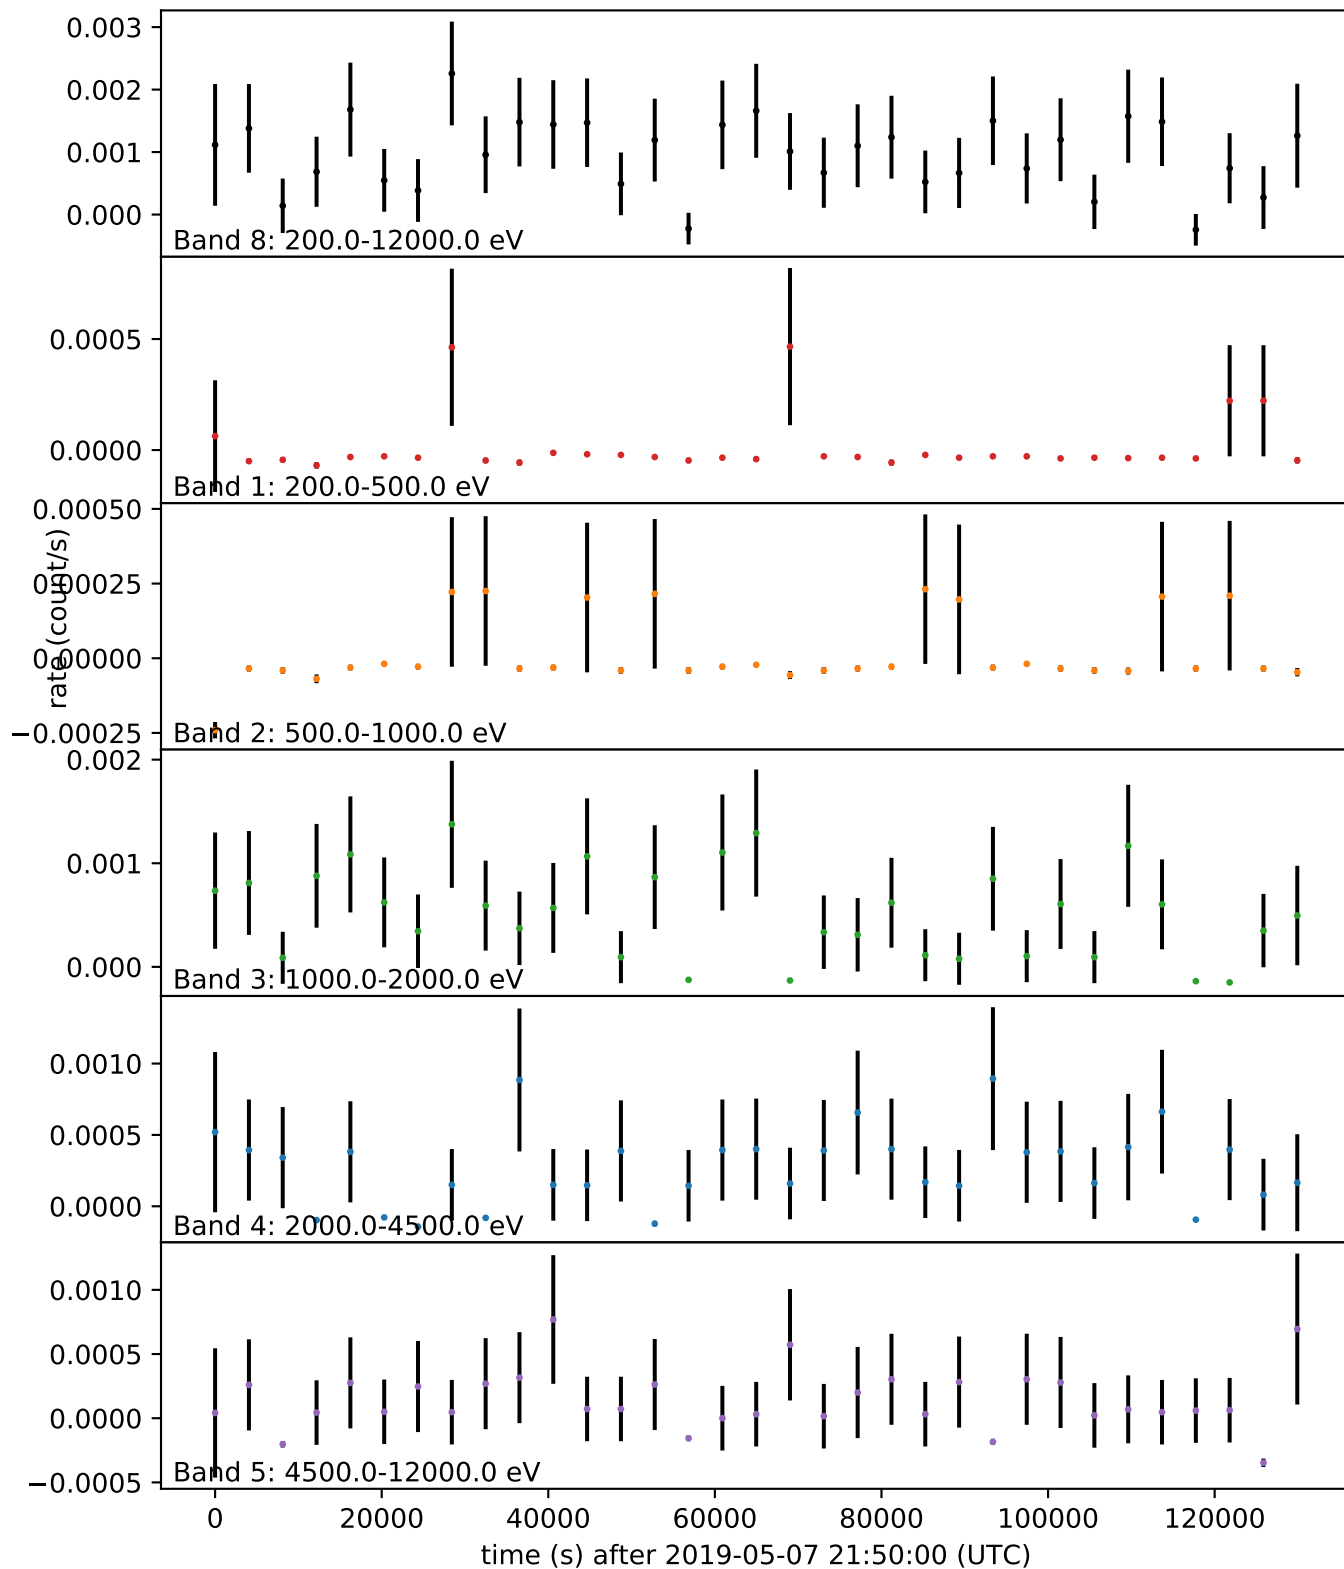 0.003
0.002
0.001
0.000
Band 8: 200.0-12000.0 eV
0.0005
0.0000
Band 1: 200.0-500.0 eV
0.00050
0.00025
0.00000
−0.00025
rate (count/s)
Band 2: 500.0-1000.0 eV
0.002
0.001
0.000
Band 3: 1000.0-2000.0 eV
0.0010
0.0005
0.0000
Band 4: 2000.0-4500.0 eV
0.0010
0.0005
0.0000
−0.0005
Band 5: 4500.0-12000.0 eV
0 20000 40000 60000 80000 100000 120000
time (s) after 2019-05-07 21:50:00 (UTC)